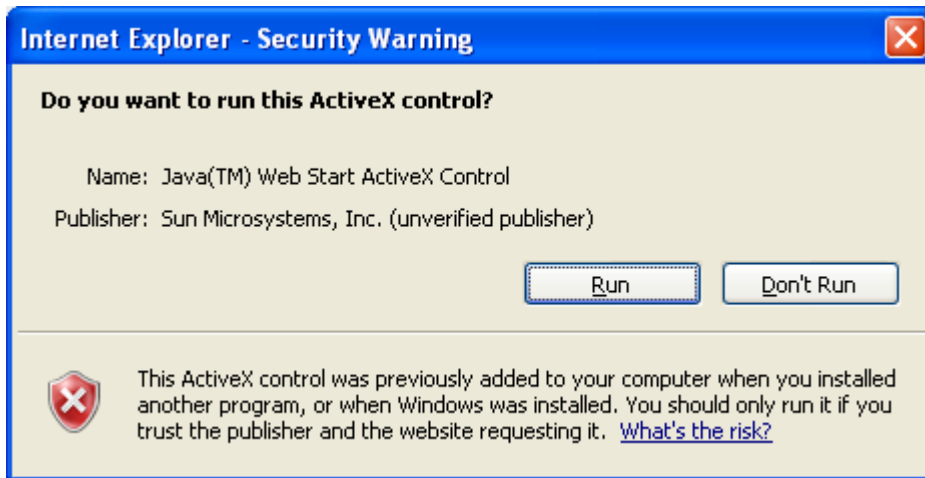 Internet Explorer - Security Warning
Do you want to run this ActiveX control?
Name: Java(TM) Web Start ActiveX Control
Publisher: Sun Microsystems, Inc. (unverified publisher)
Run Don't Run
This ActiveX control was previously added to your computer when you installed
another program, or when Windows was installed. You should only run it if you
trust the publisher and the website requesting it. What's the risk?